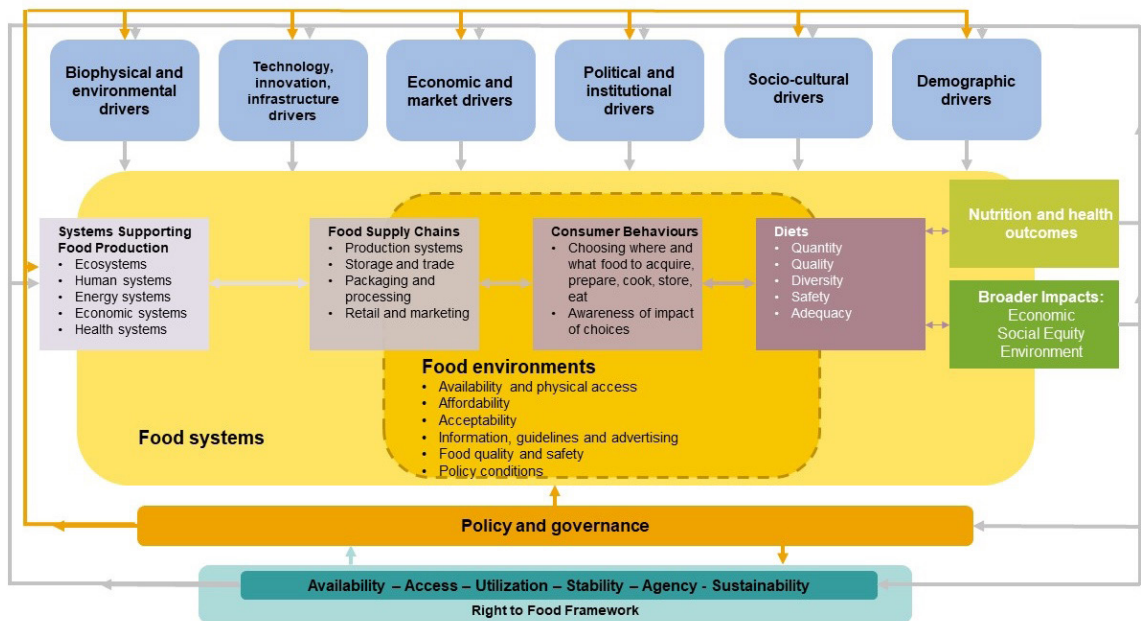 Biophysical and
environmental
drivers
Technology,
innovation,
infrastructure
drivers
Economic and
market drivers
Political and
institutional
drivers
Socio-cultural
drivers
Demographic
drivers
Systems Supporting
Food Production
• Ecosystems
• Human systems
• Energy systems
• Economic systems
• Health systems
Food Supply Chains
• Production systems
• Storage and trade
• Packaging and
processing
• Retail and marketing
Consumer Behaviours
• Choosing where and
what food to acquire,
prepare, cook, store,
eat
• Awareness of impact
of choices
Diets
• Quantity
• Quality
• Diversity
• Safety
• Adequacy
Nutrition and health
outcomes
Broader Impacts:
Economic
Social Equity
Environment
Food environments
• Availability and physical access
• Affordability
• Acceptability
• Information, guidelines and advertising
• Food quality and safety
• Policy conditions
Food systems
Policy and governance
Availability – Access – Utilization – Stability – Agency - Sustainability
Right to Food Framework